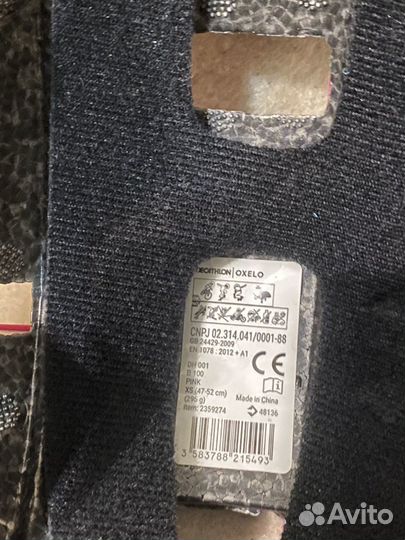 DECATHLON | OXELO
CNPJ 02.314.041/0001-88
GB 24429-2009
EN 1078 : 2012 + A1
CE
DH 001
B 100
PINK
XS (47-52 cm)
(295 g)
Item: 2359274
Made in China
48136
3 583788 215493
Avito